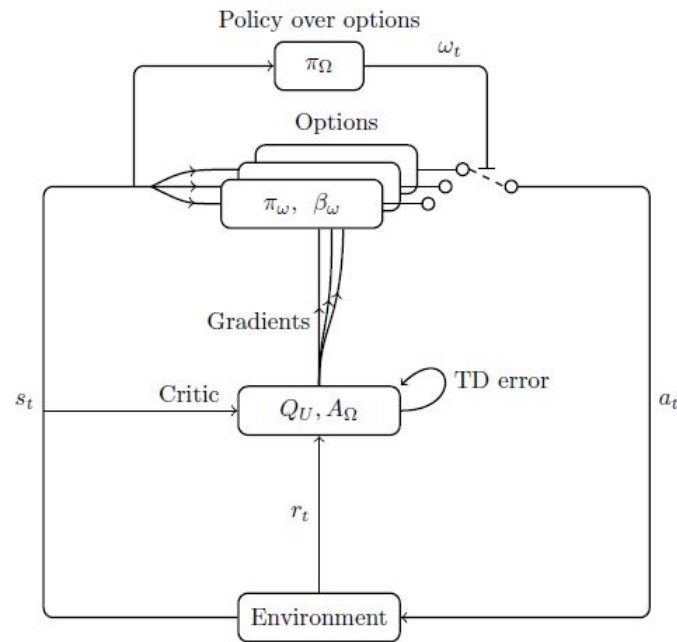 Policy over options
π_Ω
ω_t
Options
π_ω, β_ω
Gradients
Critic
TD error
s_t
Q_U, A_Ω
a_t
r_t
Environment